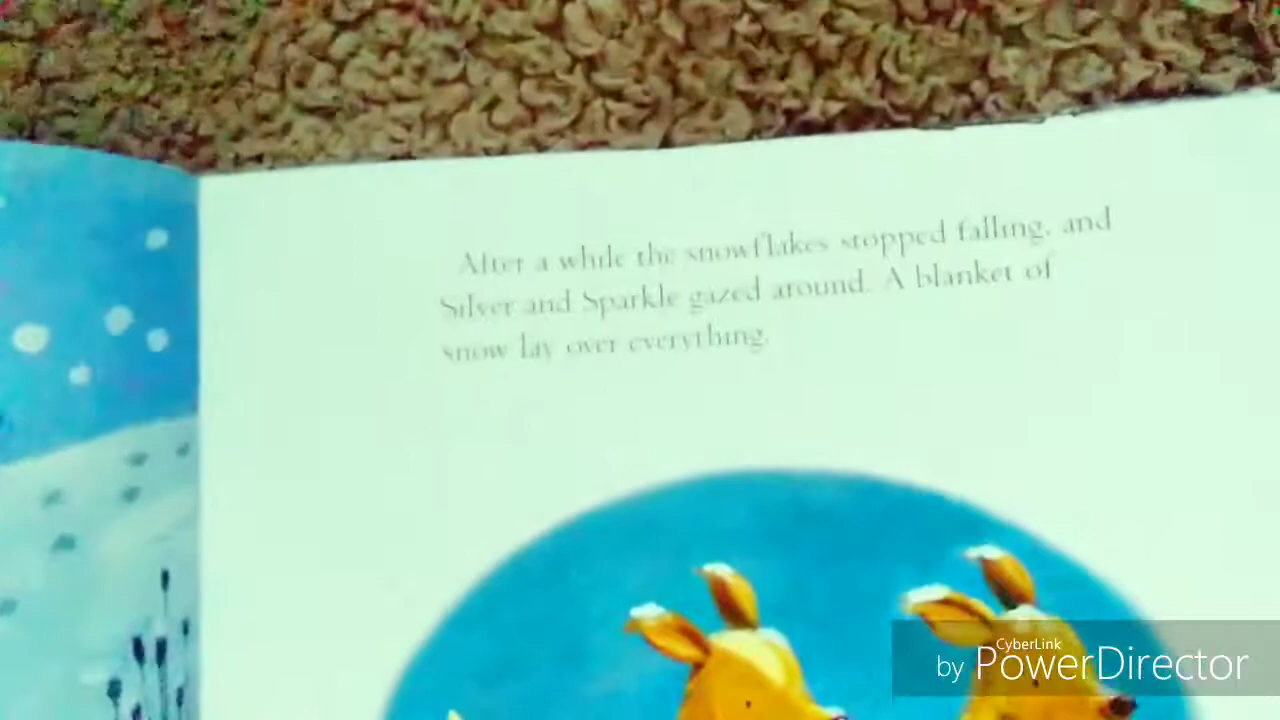 After a while the snowflakes stopped falling, and
Silver and Sparkle gazed around. A blanket of
snow lay over everything.
CyberLink
by PowerDirector